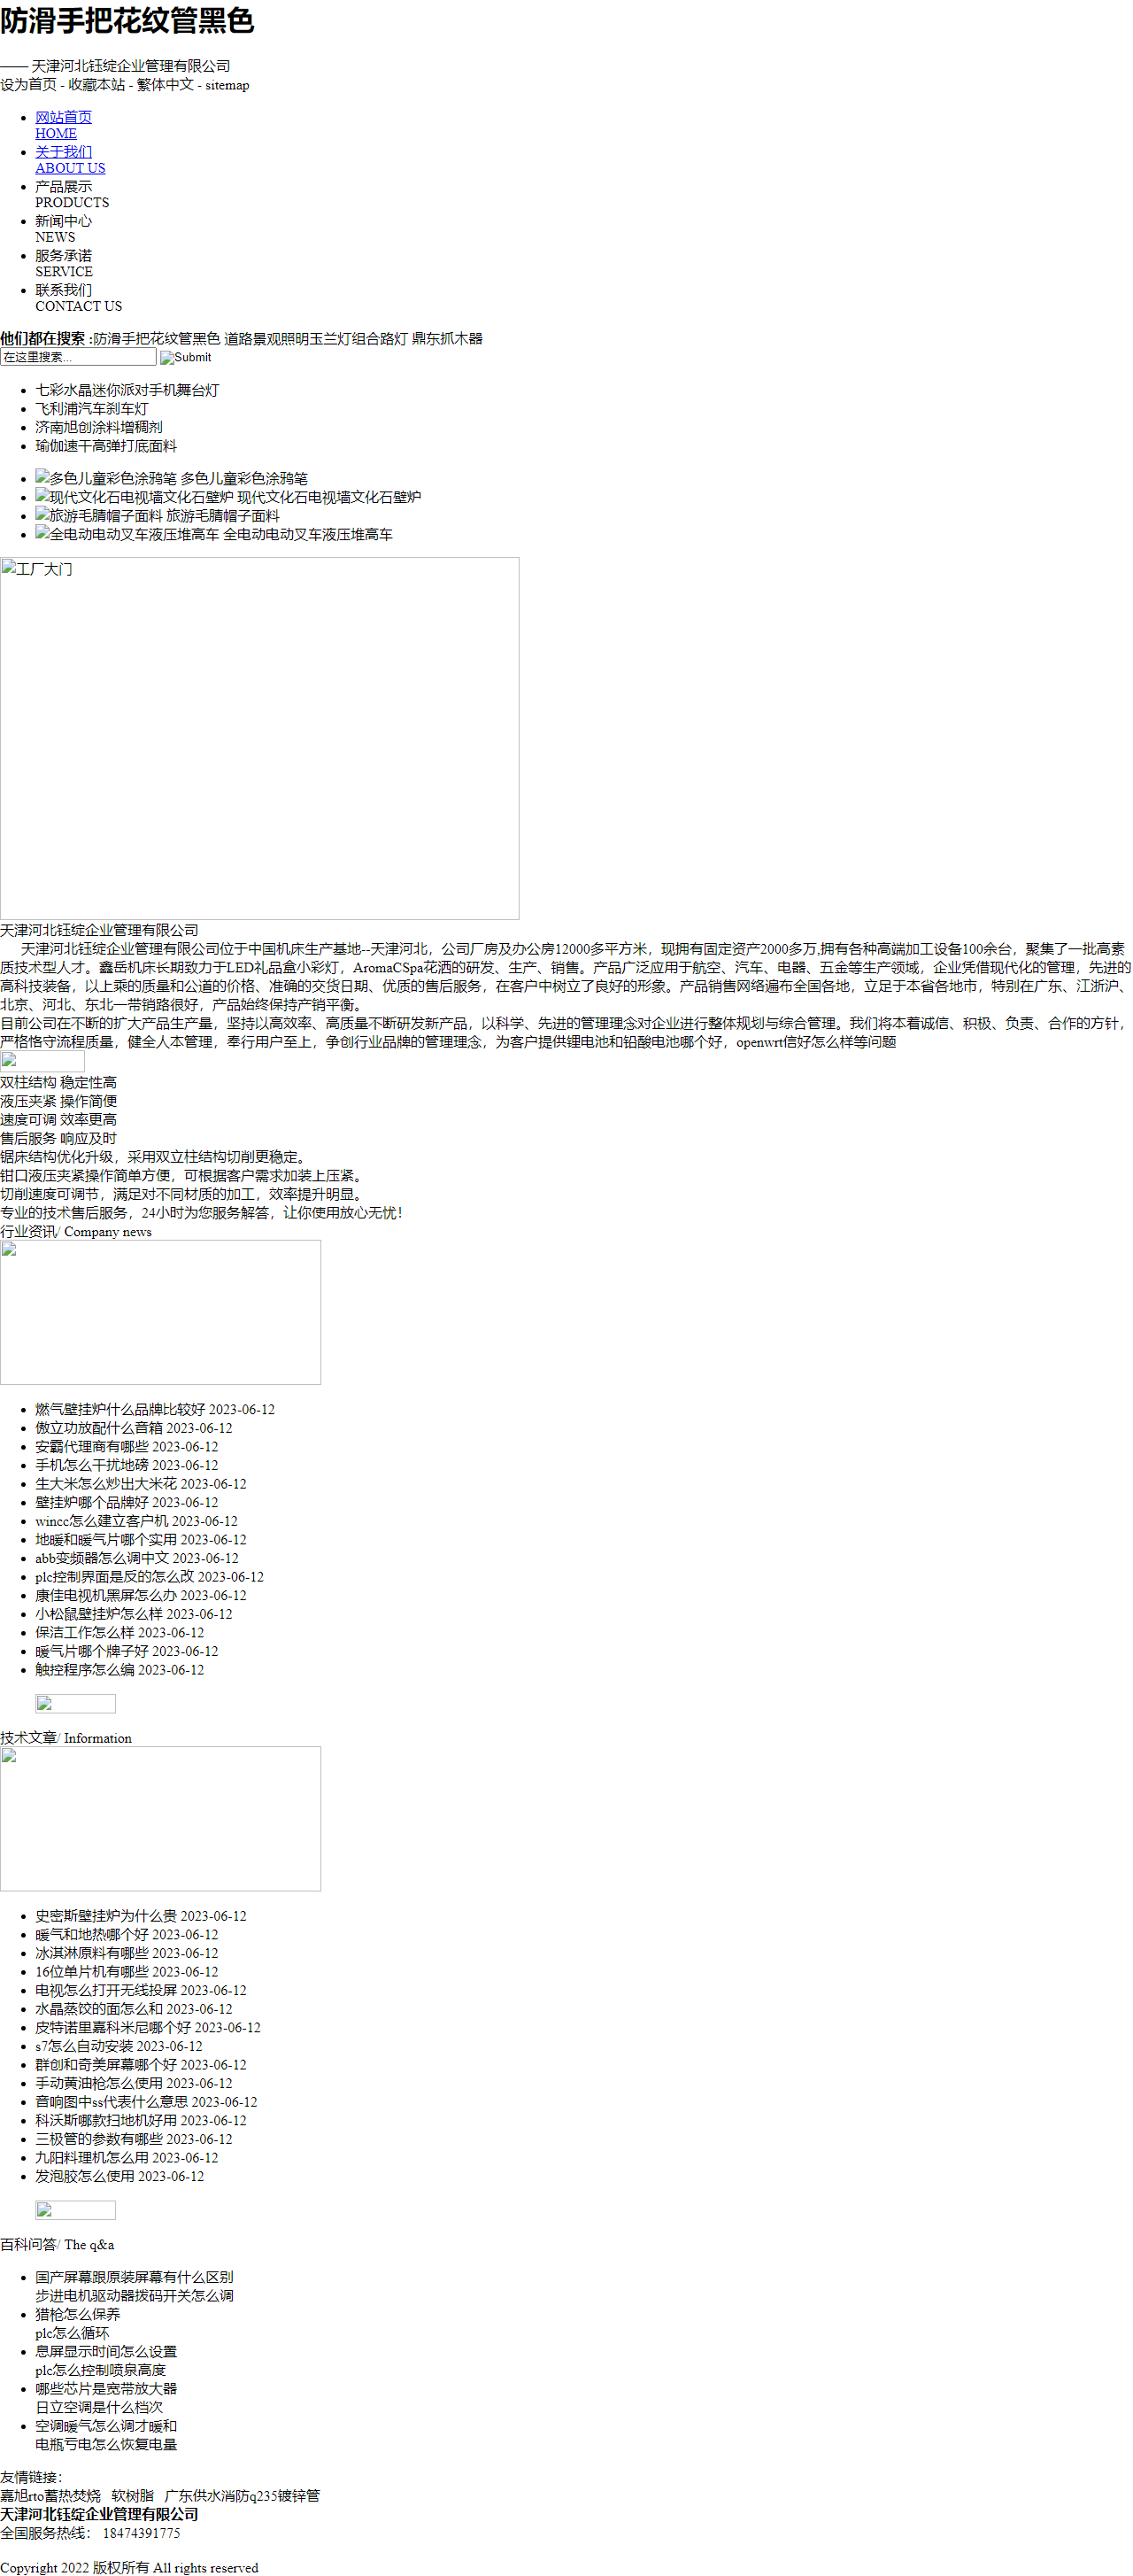 防滑手把花纹管黑色
—— 天津河北钰绽企业管理有限公司
设为首页 - 收藏本站 - 繁体中文 - sitemap
网站首页
HOME
关于我们
ABOUT US
产品展示
PRODUCTS
新闻中心
NEWS
服务承诺
SERVICE
联系我们
CONTACT US
他们都在搜索 :防滑手把花纹管黑色 道路景观照明玉兰灯组合路灯 鼎东抓木器
在这里搜索... Submit
七彩水晶迷你派对手机舞台灯
飞利浦汽车刹车灯
济南旭创涂料增稠剂
瑜伽速干高弹打底面料
多色儿童彩色涂鸦笔 多色儿童彩色涂鸦笔
现代文化石电视墙文化石壁炉 现代文化石电视墙文化石壁炉
旅游毛腈帽子面料 旅游毛腈帽子面料
全电动电动叉车液压堆高车 全电动电动叉车液压堆高车
工厂大门
天津河北钰绽企业管理有限公司
天津河北钰绽企业管理有限公司位于中国机床生产基地--天津河北，公司厂房及办公房12000多平方米，现拥有固定资产2000多万,拥有各种高端加工设备100余台，聚集了一批高素
质技术型人才。鑫岳机床长期致力于LED礼品盒小彩灯，AromaCSpa花洒的研发、生产、销售。产品广泛应用于航空、汽车、电器、五金等生产领域，企业凭借现代化的管理，先进的
高科技装备，以上乘的质量和公道的价格、准确的交货日期、优质的售后服务，在客户中树立了良好的形象。产品销售网络遍布全国各地，立足于本省各地市，特别在广东、江浙沪、
北京、河北、东北一带销路很好，产品始终保持产销平衡。
目前公司在不断的扩大产品生产量，坚持以高效率、高质量不断研发新产品，以科学、先进的管理理念对企业进行整体规划与综合管理。我们将本着诚信、积极、负责、合作的方针，
严格恪守流程质量，健全人本管理，奉行用户至上，争创行业品牌的管理理念，为客户提供锂电池和铅酸电池哪个好，openwrt信好怎么样等问题
双柱结构 稳定性高
液压夹紧 操作简便
速度可调 效率更高
售后服务 响应及时
锯床结构优化升级，采用双立柱结构切削更稳定。
钳口液压夹紧操作简单方便，可根据客户需求加装上压紧。
切削速度可调节，满足对不同材质的加工，效率提升明显。
专业的技术售后服务，24小时为您服务解答，让你使用放心无忧！
行业资讯/ Company news
燃气壁挂炉什么品牌比较好 2023-06-12
傲立功放配什么音箱 2023-06-12
安霸代理商有哪些 2023-06-12
手机怎么干扰地磅 2023-06-12
生大米怎么炒出大米花 2023-06-12
壁挂炉哪个品牌好 2023-06-12
wincc怎么建立客户机 2023-06-12
地暖和暖气片哪个实用 2023-06-12
abb变频器怎么调中文 2023-06-12
plc控制界面是反的怎么改 2023-06-12
康佳电视机黑屏怎么办 2023-06-12
小松鼠壁挂炉怎么样 2023-06-12
保洁工作怎么样 2023-06-12
暖气片哪个牌子好 2023-06-12
触控程序怎么编 2023-06-12
技术文章/ Information
史密斯壁挂炉为什么贵 2023-06-12
暖气和地热哪个好 2023-06-12
冰淇淋原料有哪些 2023-06-12
16位单片机有哪些 2023-06-12
电视怎么打开无线投屏 2023-06-12
水晶蒸饺的面怎么和 2023-06-12
皮特诺里嘉科米尼哪个好 2023-06-12
s7怎么自动安装 2023-06-12
群创和奇美屏幕哪个好 2023-06-12
手动黄油枪怎么使用 2023-06-12
音响图中ss代表什么意思 2023-06-12
科沃斯哪款扫地机好用 2023-06-12
三极管的参数有哪些 2023-06-12
九阳料理机怎么用 2023-06-12
发泡胶怎么使用 2023-06-12
百科问答/ The q&a
国产屏幕跟原装屏幕有什么区别
步进电机驱动器拨码开关怎么调
猎枪怎么保养
plc怎么循环
息屏显示时间怎么设置
plc怎么控制喷泉高度
哪些芯片是宽带放大器
日立空调是什么档次
空调暖气怎么调才暖和
电瓶亏电怎么恢复电量
友情链接：
嘉旭rto蓄热焚烧 软树脂 广东供水消防q235镀锌管
天津河北钰绽企业管理有限公司
全国服务热线： 18474391775
Copyright 2022 版权所有 All rights reserved